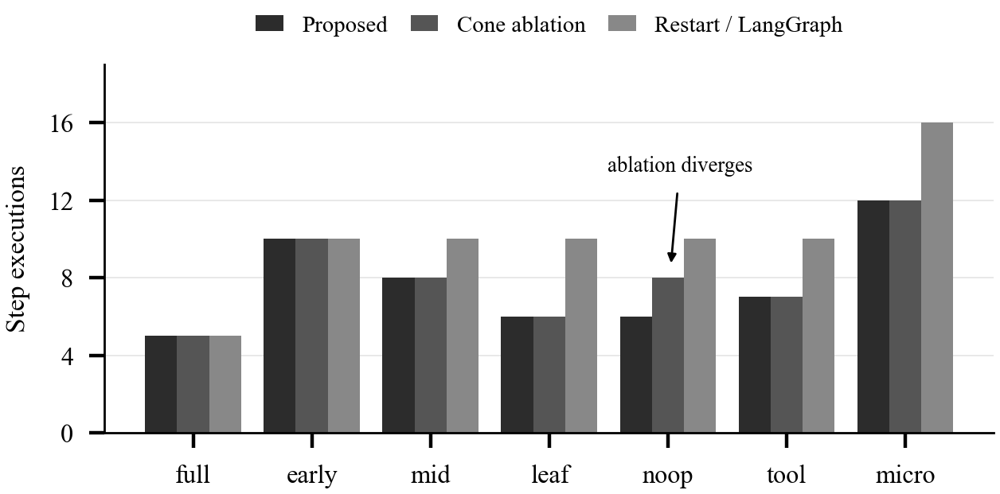 Proposed Cone ablation Restart / LangGraph
Step executions
16
12
8
4
0
ablation diverges
full early mid leaf noop tool micro